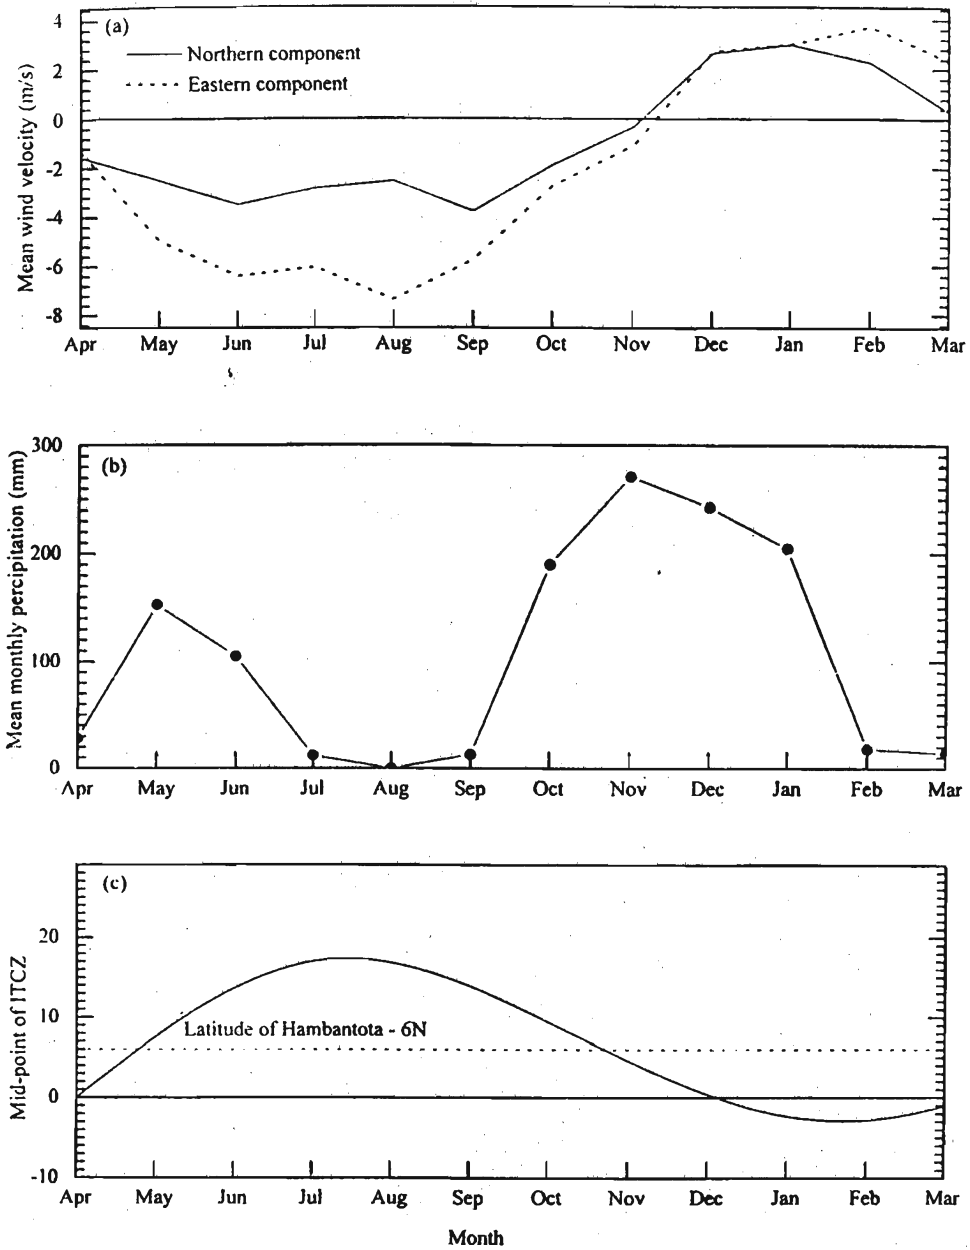 (a)
Northern component
Eastern component
Mean wind velocity (m/s)
4
2
0
-2
-4
-6
-8
Apr May Jun Jul Aug Sep Oct Nov Dec Jan Feb Mar
(b)
Mean monthly percipitation (mm)
300
200
100
0
Apr May Jun Jul Aug Sep Oct Nov Dec Jan Feb Mar
(c)
Mid-point of ITCZ
20
10
Latitude of Hambantota - 6N
0
-10
Apr May Jun Jul Aug Sep Oct Nov Dec Jan Feb Mar
Month